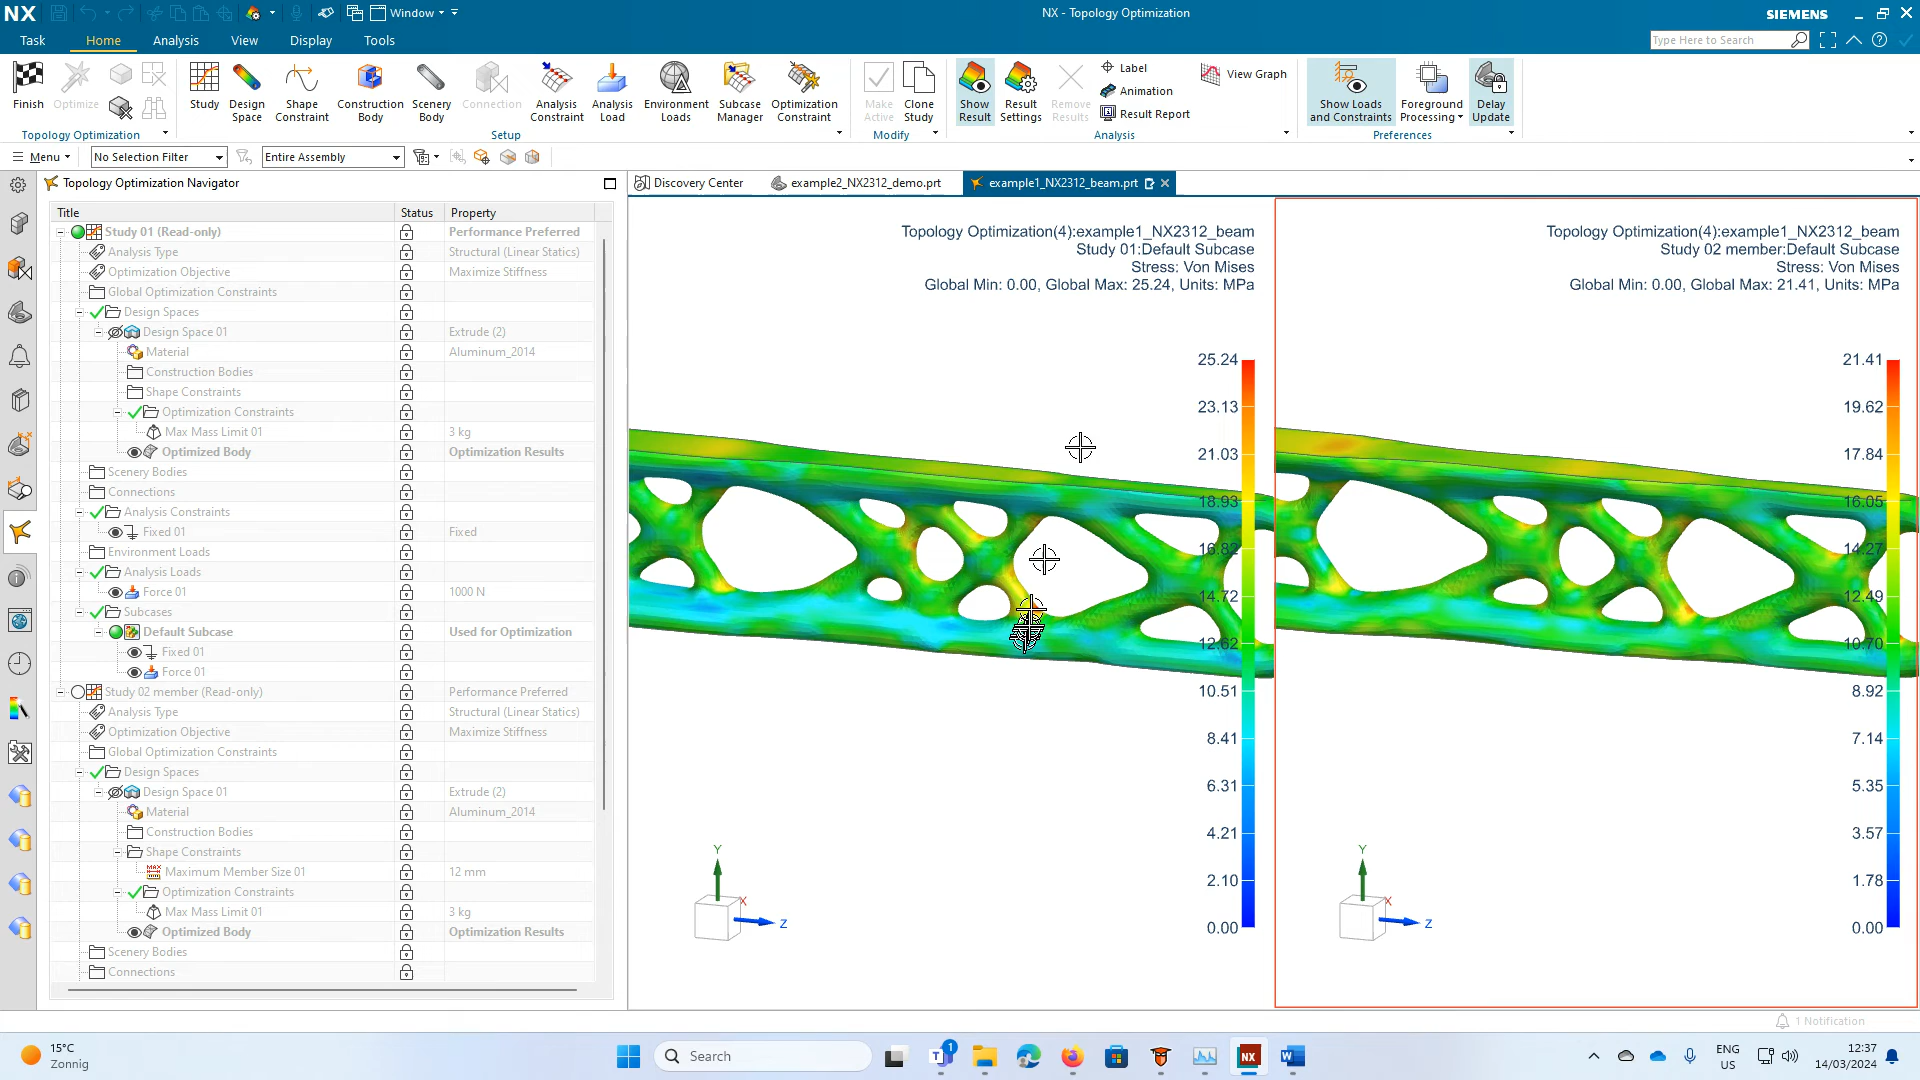 NX
Window
NX - Topology Optimization
SIEMENS
Task
Home
Analysis
View
Display
Tools
Type Here to Search
Finish
Optimize
Study
Design Space
Shape Constraint
Construction Body
Scenery Body
Connection
Analysis Constraint
Analysis Load
Environment Loads
Subcase Manager
Optimization Constraint
Make Active
Clone Study
Show Result
Result Settings
Remove Results
Label
Animation
Result Report
View Graph
Show Loads and Constraints
Foreground Processing
Delay Update
Topology Optimization
Setup
Modify
Analysis
Preferences
Menu
No Selection Filter
Entire Assembly
Topology Optimization Navigator
Discovery Center
example2_NX2312_demo.prt
example1_NX2312_beam.prt
Title Status Property
Study 01 (Read-only) Performance Preferred
Analysis Type Structural (Linear Statics)
Optimization Objective Maximize Stiffness
Global Optimization Constraints
Design Spaces
Design Space 01 Extrude (2)
Material Aluminum_2014
Construction Bodies
Shape Constraints
Optimization Constraints
Max Mass Limit 01 3 kg
Optimized Body Optimization Results
Scenery Bodies
Connections
Analysis Constraints
Fixed 01 Fixed
Environment Loads
Analysis Loads
Force 01 1000 N
Subcases
Default Subcase Used for Optimization
Fixed 01
Force 01
Study 02 member (Read-only) Performance Preferred
Analysis Type Structural (Linear Statics)
Optimization Objective Maximize Stiffness
Global Optimization Constraints
Design Spaces
Design Space 01 Extrude (2)
Material Aluminum_2014
Construction Bodies
Shape Constraints
MAX
Maximum Member Size 01 12 mm
Optimization Constraints
Max Mass Limit 01 3 kg
Optimized Body Optimization Results
Scenery Bodies
Connections
Topology Optimization(4):example1_NX2312_beam
Study 01:Default Subcase
Stress: Von Mises
Global Min: 0.00, Global Max: 25.24, Units: MPa
25.24
23.13
21.03
18.93
16.82
14.72
12.62
10.51
8.41
6.31
4.21
2.10
0.00
Y
X
Z
Topology Optimization(4):example1_NX2312_beam
Study 02 member:Default Subcase
Stress: Von Mises
Global Min: 0.00, Global Max: 21.41, Units: MPa
21.41
19.62
17.84
16.05
14.27
12.49
10.70
8.92
7.14
5.35
3.57
1.78
0.00
Y
X
Z
1 Notification
15°C
Zonnig
Search
1
NX
ENG
US
12:37
14/03/2024